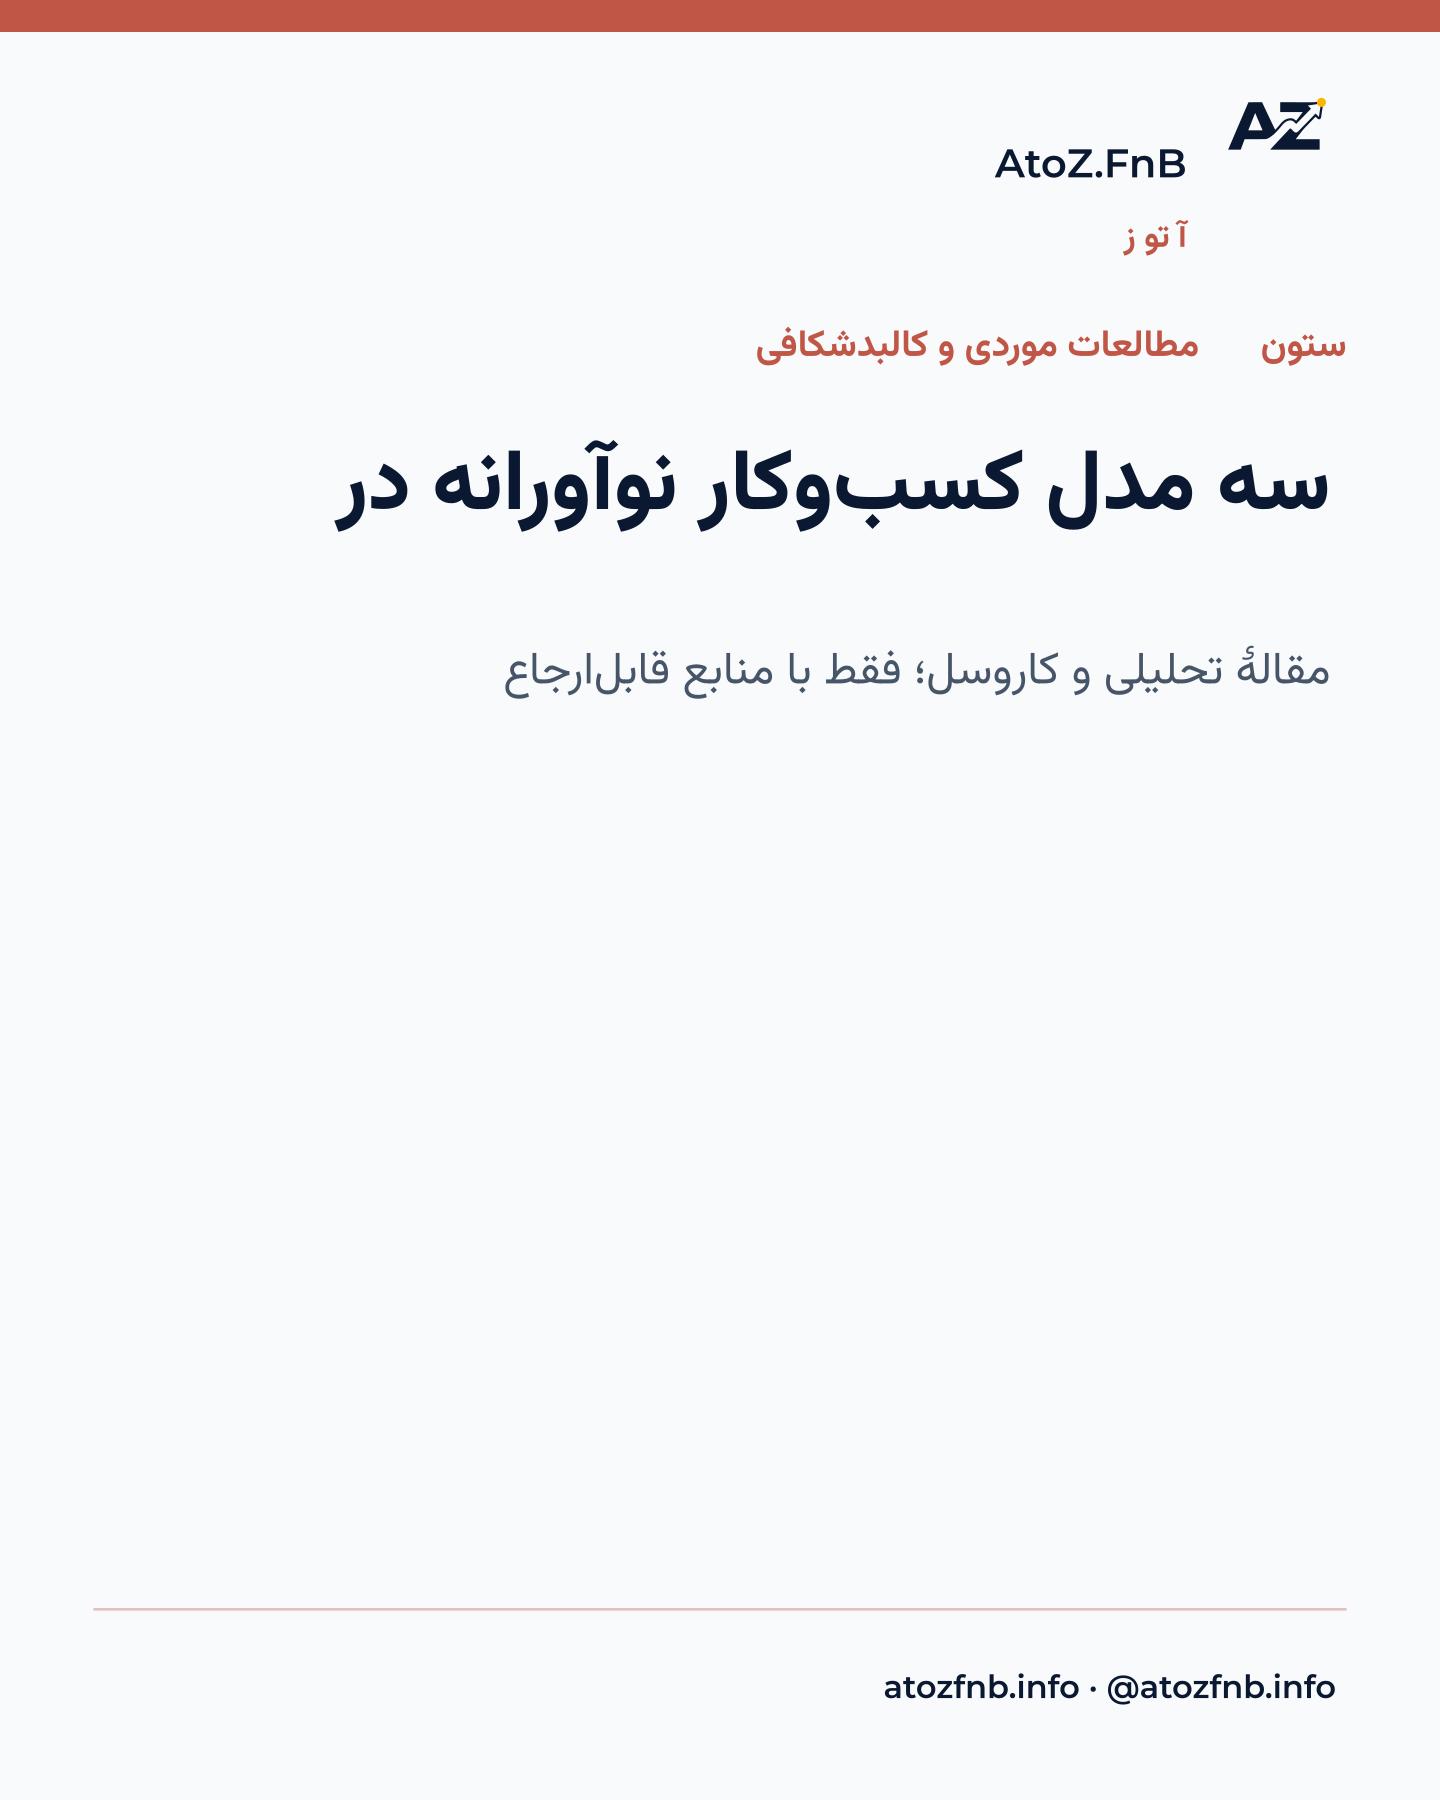 AZ
AtoZ.FnB
آ تو ز
ستون مطالعات موردی و کالبدشکافی
سه مدل کسب‌وکار نوآورانه در
مقالهٔ تحلیلی و کاروسل؛ فقط با منابع قابل‌ارجاع
atozfnb.info · @atozfnb.info